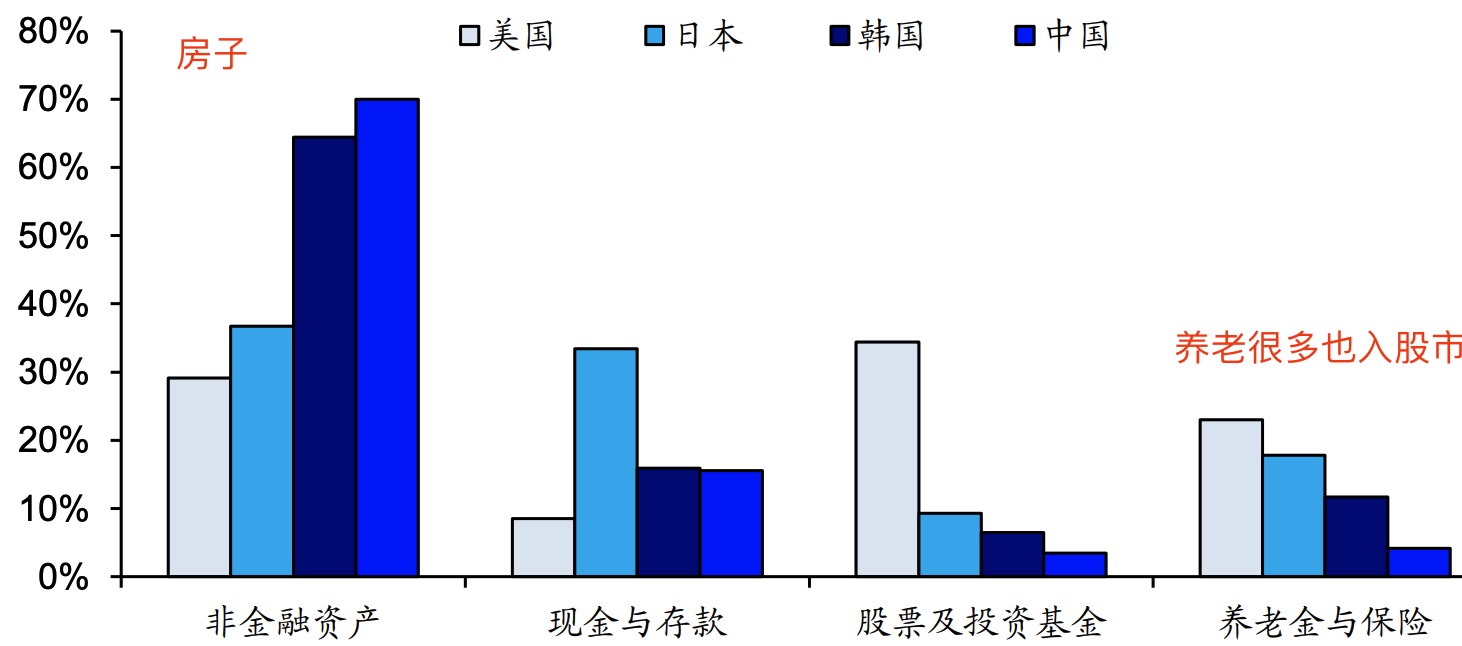 80%
70%
60%
50%
40%
30%
20%
10%
0%
房子
美国 日本 韩国 中国
养老很多也入股市
非金融资产 现金与存款 股票及投资基金 养老金与保险